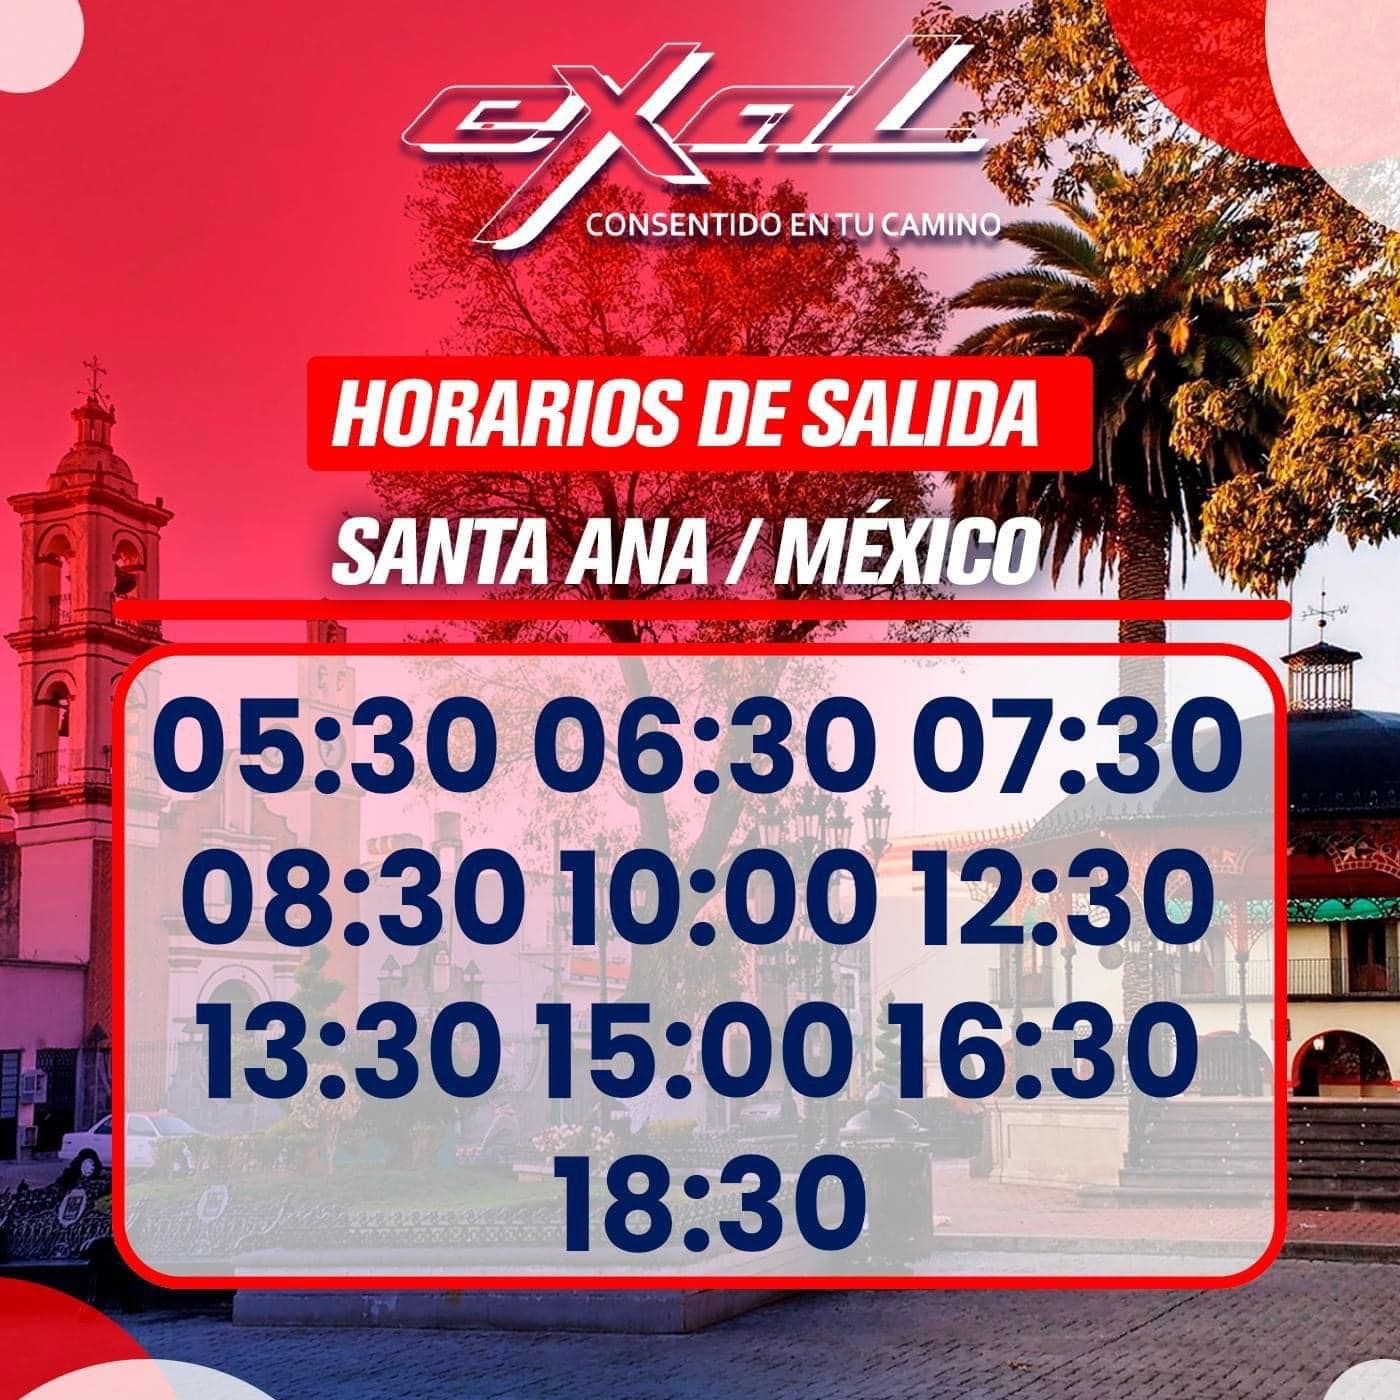 eXaL
CONSENTIDO EN TU CAMINO
HORARIOS DE SALIDA
SANTA ANA / MÉXICO
05:30 06:30 07:30
08:30 10:00 12:30
13:30 15:00 16:30
18:30